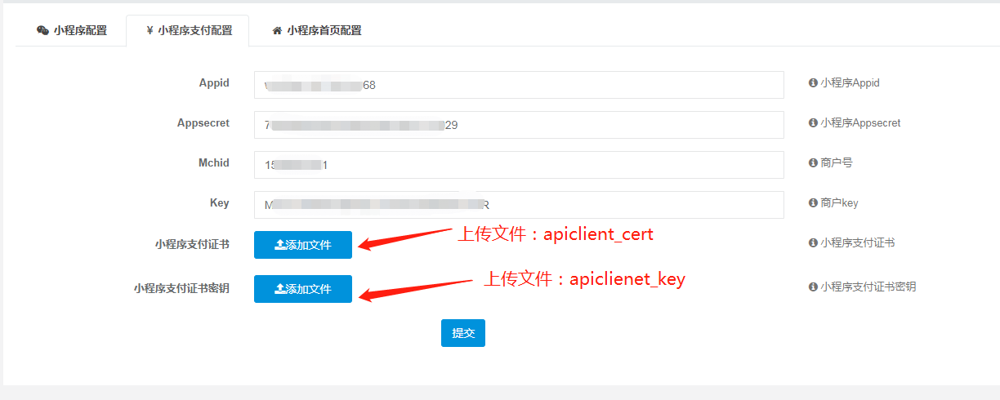 小程序配置
¥ 小程序支付配置
小程序首页配置
Appid
68
小程序Appid
Appsecret
7
29
小程序Appsecret
Mchid
15
1
商户号
Key
M
R
商户key
小程序支付证书
添加文件
上传文件：apiclient_cert
小程序支付证书
小程序支付证书密钥
添加文件
上传文件：apiclienet_key
小程序支付证书密钥
提交